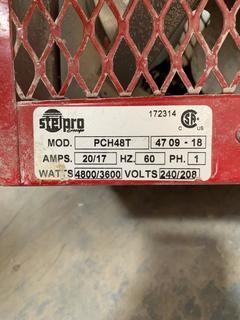 172314
stelpro
C US
MOD. PCH48T 47 09 - 18
AMPS. 20/17 HZ. 60 PH. 1
WATTS 4800/3600 VOLTS 240/208